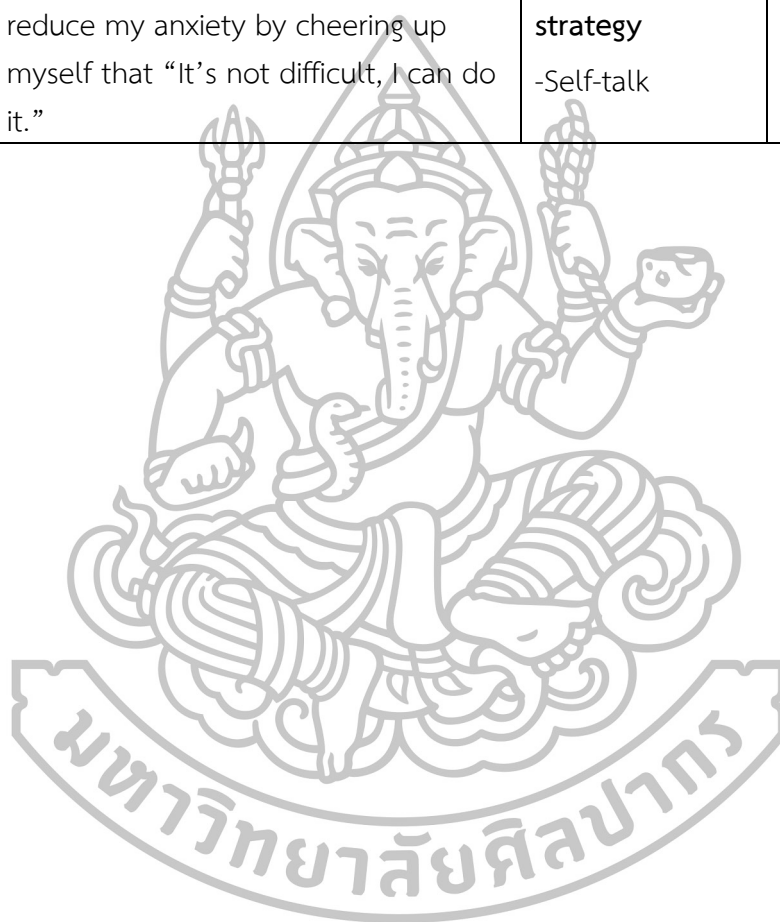 reduce my anxiety by cheering up
myself that “It’s not difficult, I can do
it.”
strategy
-Self-talk
มหาวิทยาลัยศิลปากร